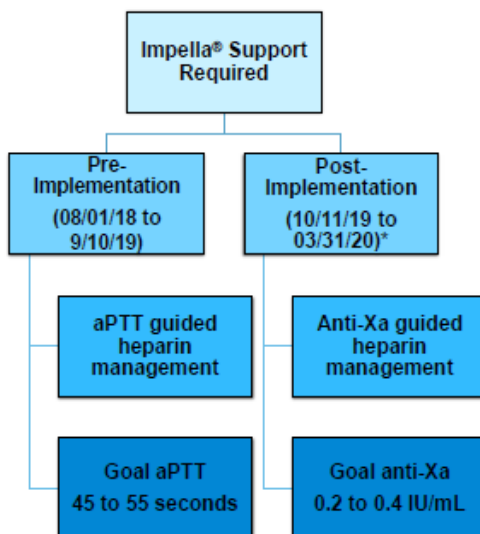 Impella® Support
Required
Pre-
Implementation
(08/01/18 to
9/10/19)
Post-
Implementation
(10/11/19 to
03/31/20)*
aPTT guided
heparin
management
Anti-Xa guided
heparin
management
Goal aPTT
45 to 55 seconds
Goal anti-Xa
0.2 to 0.4 IU/mL